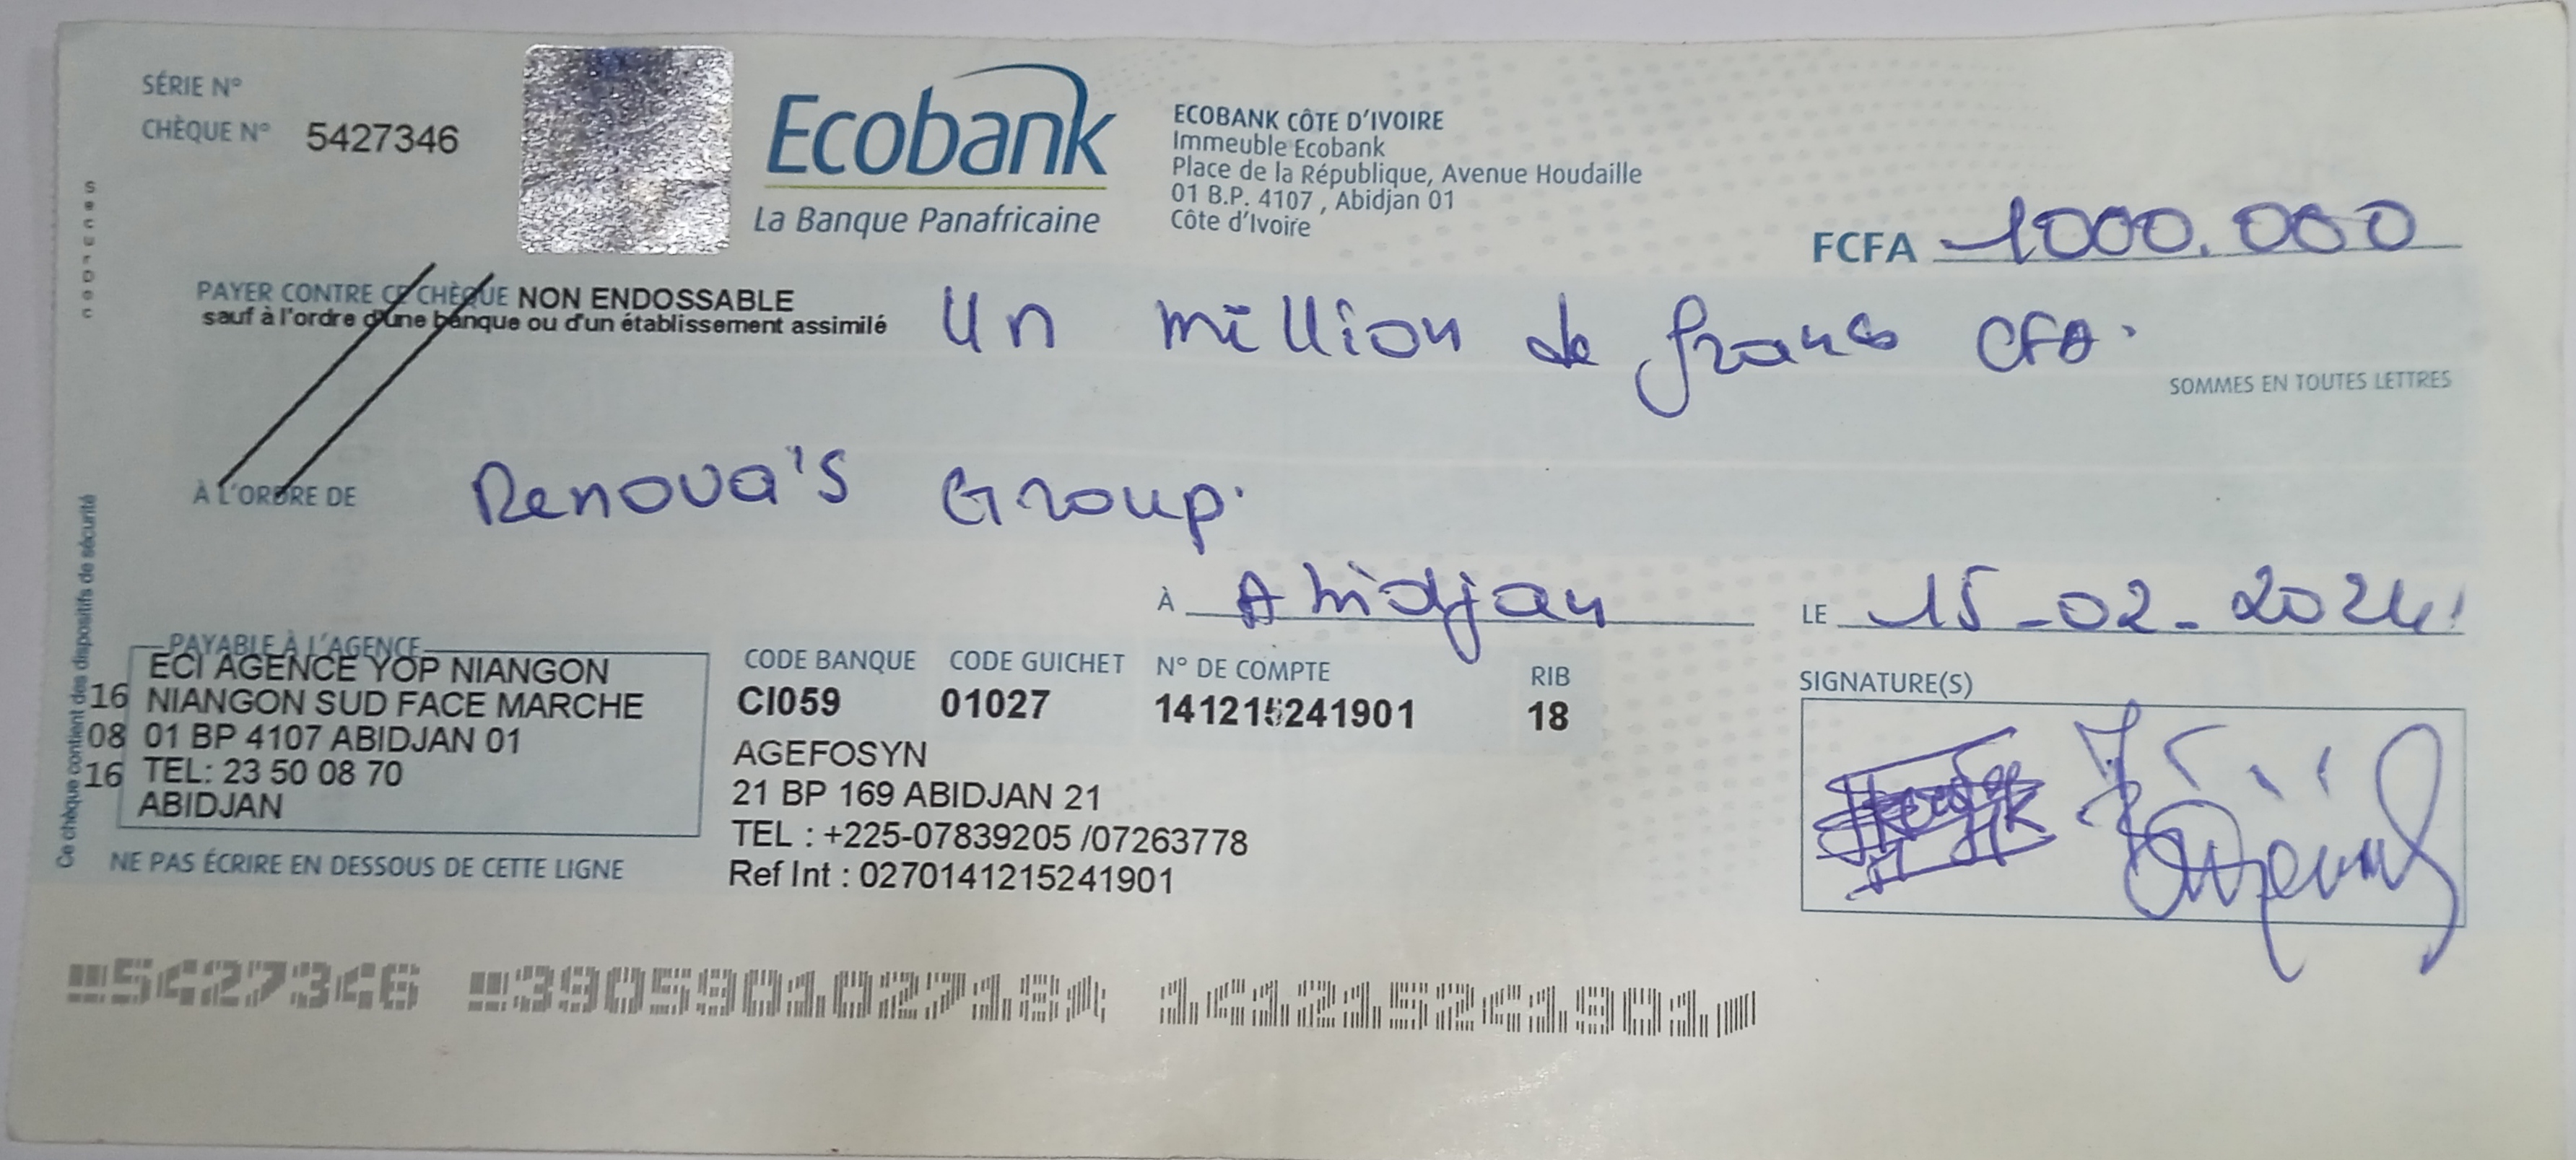 SÉRIE N°
CHÈQUE N° 5427346
Ecobank
La Banque Panafricaine
ECOBANK CÔTE D'IVOIRE
Immeuble Ecobank
Place de la République, Avenue Houdaille
01 B.P. 4107 , Abidjan 01
Côte d'Ivoire
FCFA 1000.000
SecurDoc
PAYER CONTRE CE CHÈQUE NON ENDOSSABLE
sauf à l'ordre d'une banque ou d'un établissement assimilé
Un million de francs CFA.
SOMMES EN TOUTES LETTRES
À L'ORDRE DE Renova's Group.
À Abidjan LE 15-02-2024
Ce chèque contient des dispositifs de sécurité
PAYABLE À L'AGENCE
ECI AGENCE YOP NIANGON
16 NIANGON SUD FACE MARCHE
08 01 BP 4107 ABIDJAN 01
16 TEL: 23 50 08 70
ABIDJAN
CODE BANQUE CODE GUICHET N° DE COMPTE RIB
CI059 01027 141215241901 18
AGEFOSYN
21 BP 169 ABIDJAN 21
TEL : +225-07839205 /07263778
Ref Int : 0270141215241901
SIGNATURE(S)
NE PAS ÉCRIRE EN DESSOUS DE CETTE LIGNE
5427346 3905901027184 141215241901